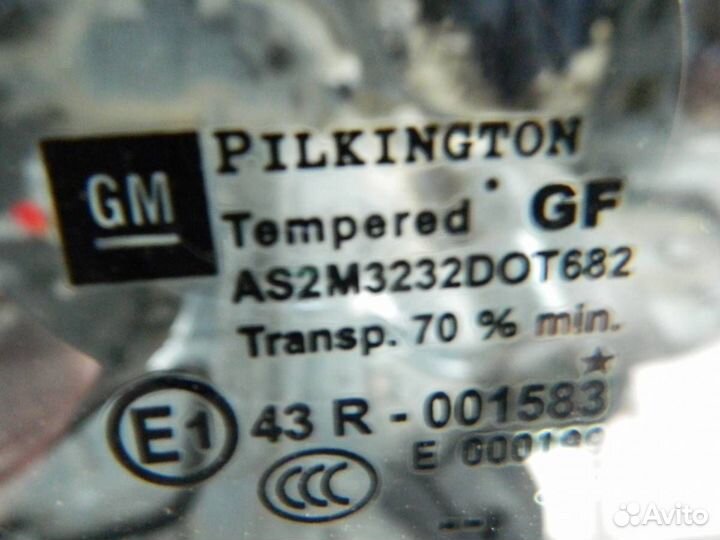 GM
PILKINGTON
Tempered GF
AS2M3232DOT682
Transp. 70 % min.
E1 43 R - 001583
E
CCC
Avito